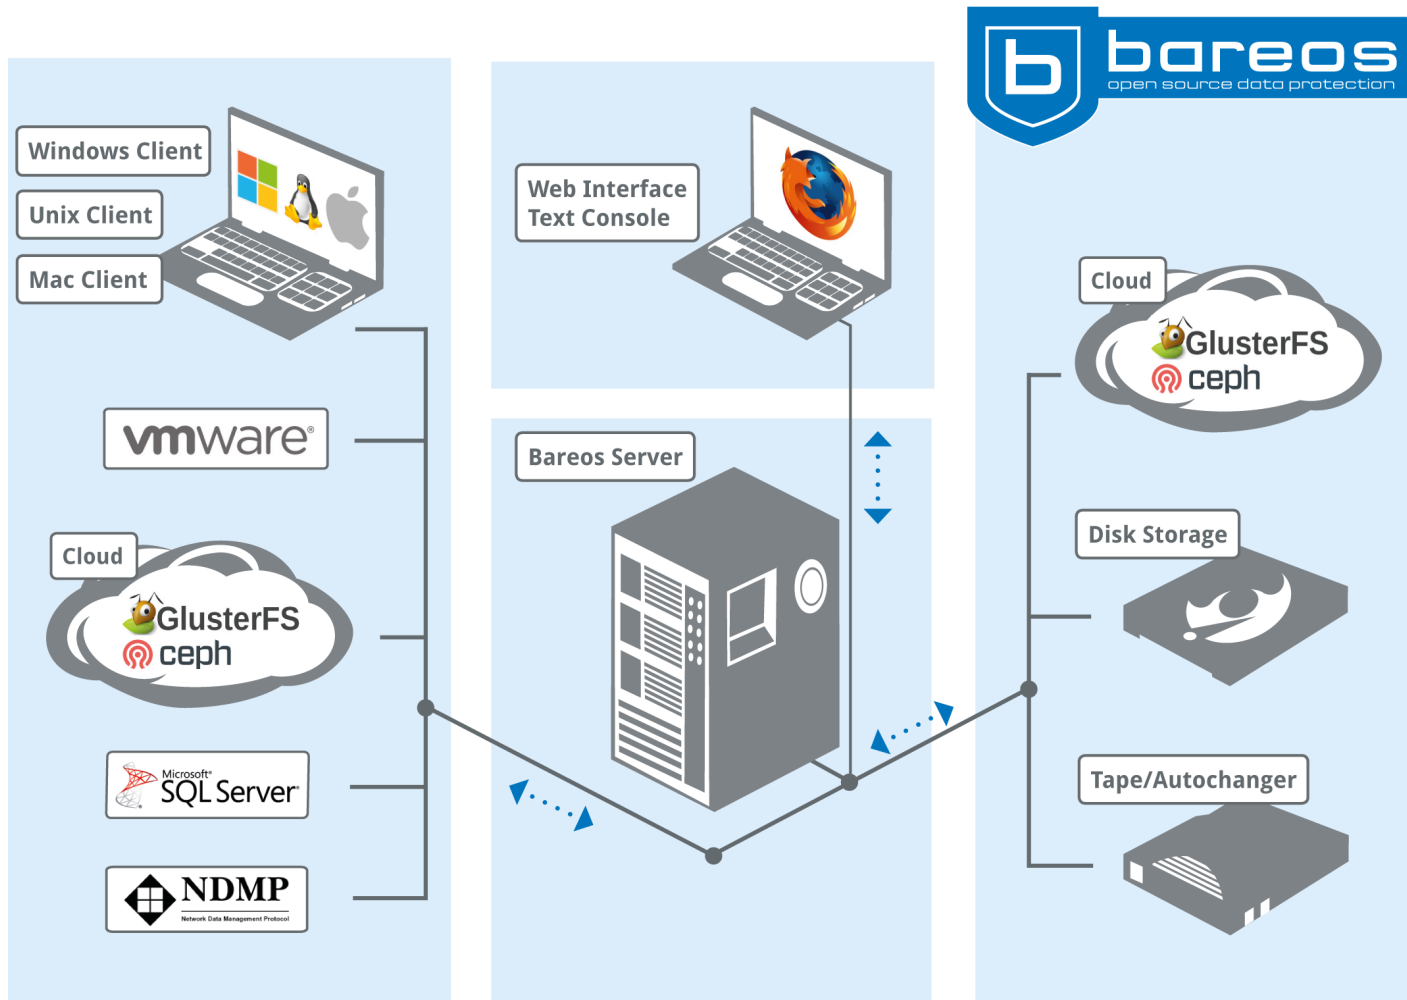 b bareos
open source data protection
Windows Client
Unix Client
Mac Client
vmware®
Cloud
GlusterFS
ceph
Microsoft®
SQL Server®
NDMP
Network Data Management Protocol
Web Interface
Text Console
Bareos Server
Cloud
GlusterFS
ceph
Disk Storage
Tape/Autochanger